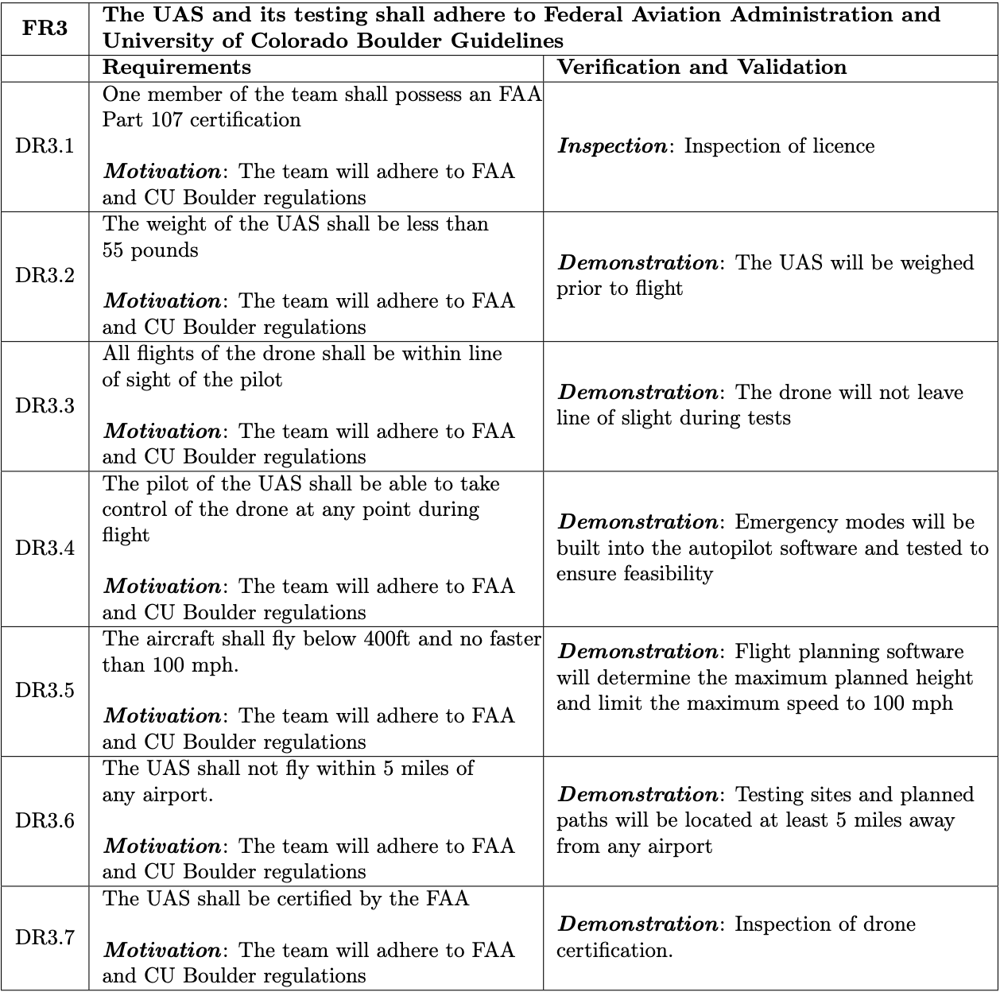 FR3
The UAS and its testing shall adhere to Federal Aviation Administration and
University of Colorado Boulder Guidelines
Requirements
Verification and Validation
DR3.1
One member of the team shall possess an FAA
Part 107 certification
Motivation: The team will adhere to FAA
and CU Boulder regulations
Inspection: Inspection of licence
DR3.2
The weight of the UAS shall be less than
55 pounds
Motivation: The team will adhere to FAA
and CU Boulder regulations
Demonstration: The UAS will be weighed
prior to flight
DR3.3
All flights of the drone shall be within line
of sight of the pilot
Motivation: The team will adhere to FAA
and CU Boulder regulations
Demonstration: The drone will not leave
line of slight during tests
DR3.4
The pilot of the UAS shall be able to take
control of the drone at any point during
flight
Motivation: The team will adhere to FAA
and CU Boulder regulations
Demonstration: Emergency modes will be
built into the autopilot software and tested to
ensure feasibility
DR3.5
The aircraft shall fly below 400ft and no faster
than 100 mph.
Motivation: The team will adhere to FAA
and CU Boulder regulations
Demonstration: Flight planning software
will determine the maximum planned height
and limit the maximum speed to 100 mph
DR3.6
The UAS shall not fly within 5 miles of
any airport.
Motivation: The team will adhere to FAA
and CU Boulder regulations
Demonstration: Testing sites and planned
paths will be located at least 5 miles away
from any airport
DR3.7
The UAS shall be certified by the FAA
Motivation: The team will adhere to FAA
and CU Boulder regulations
Demonstration: Inspection of drone
certification.